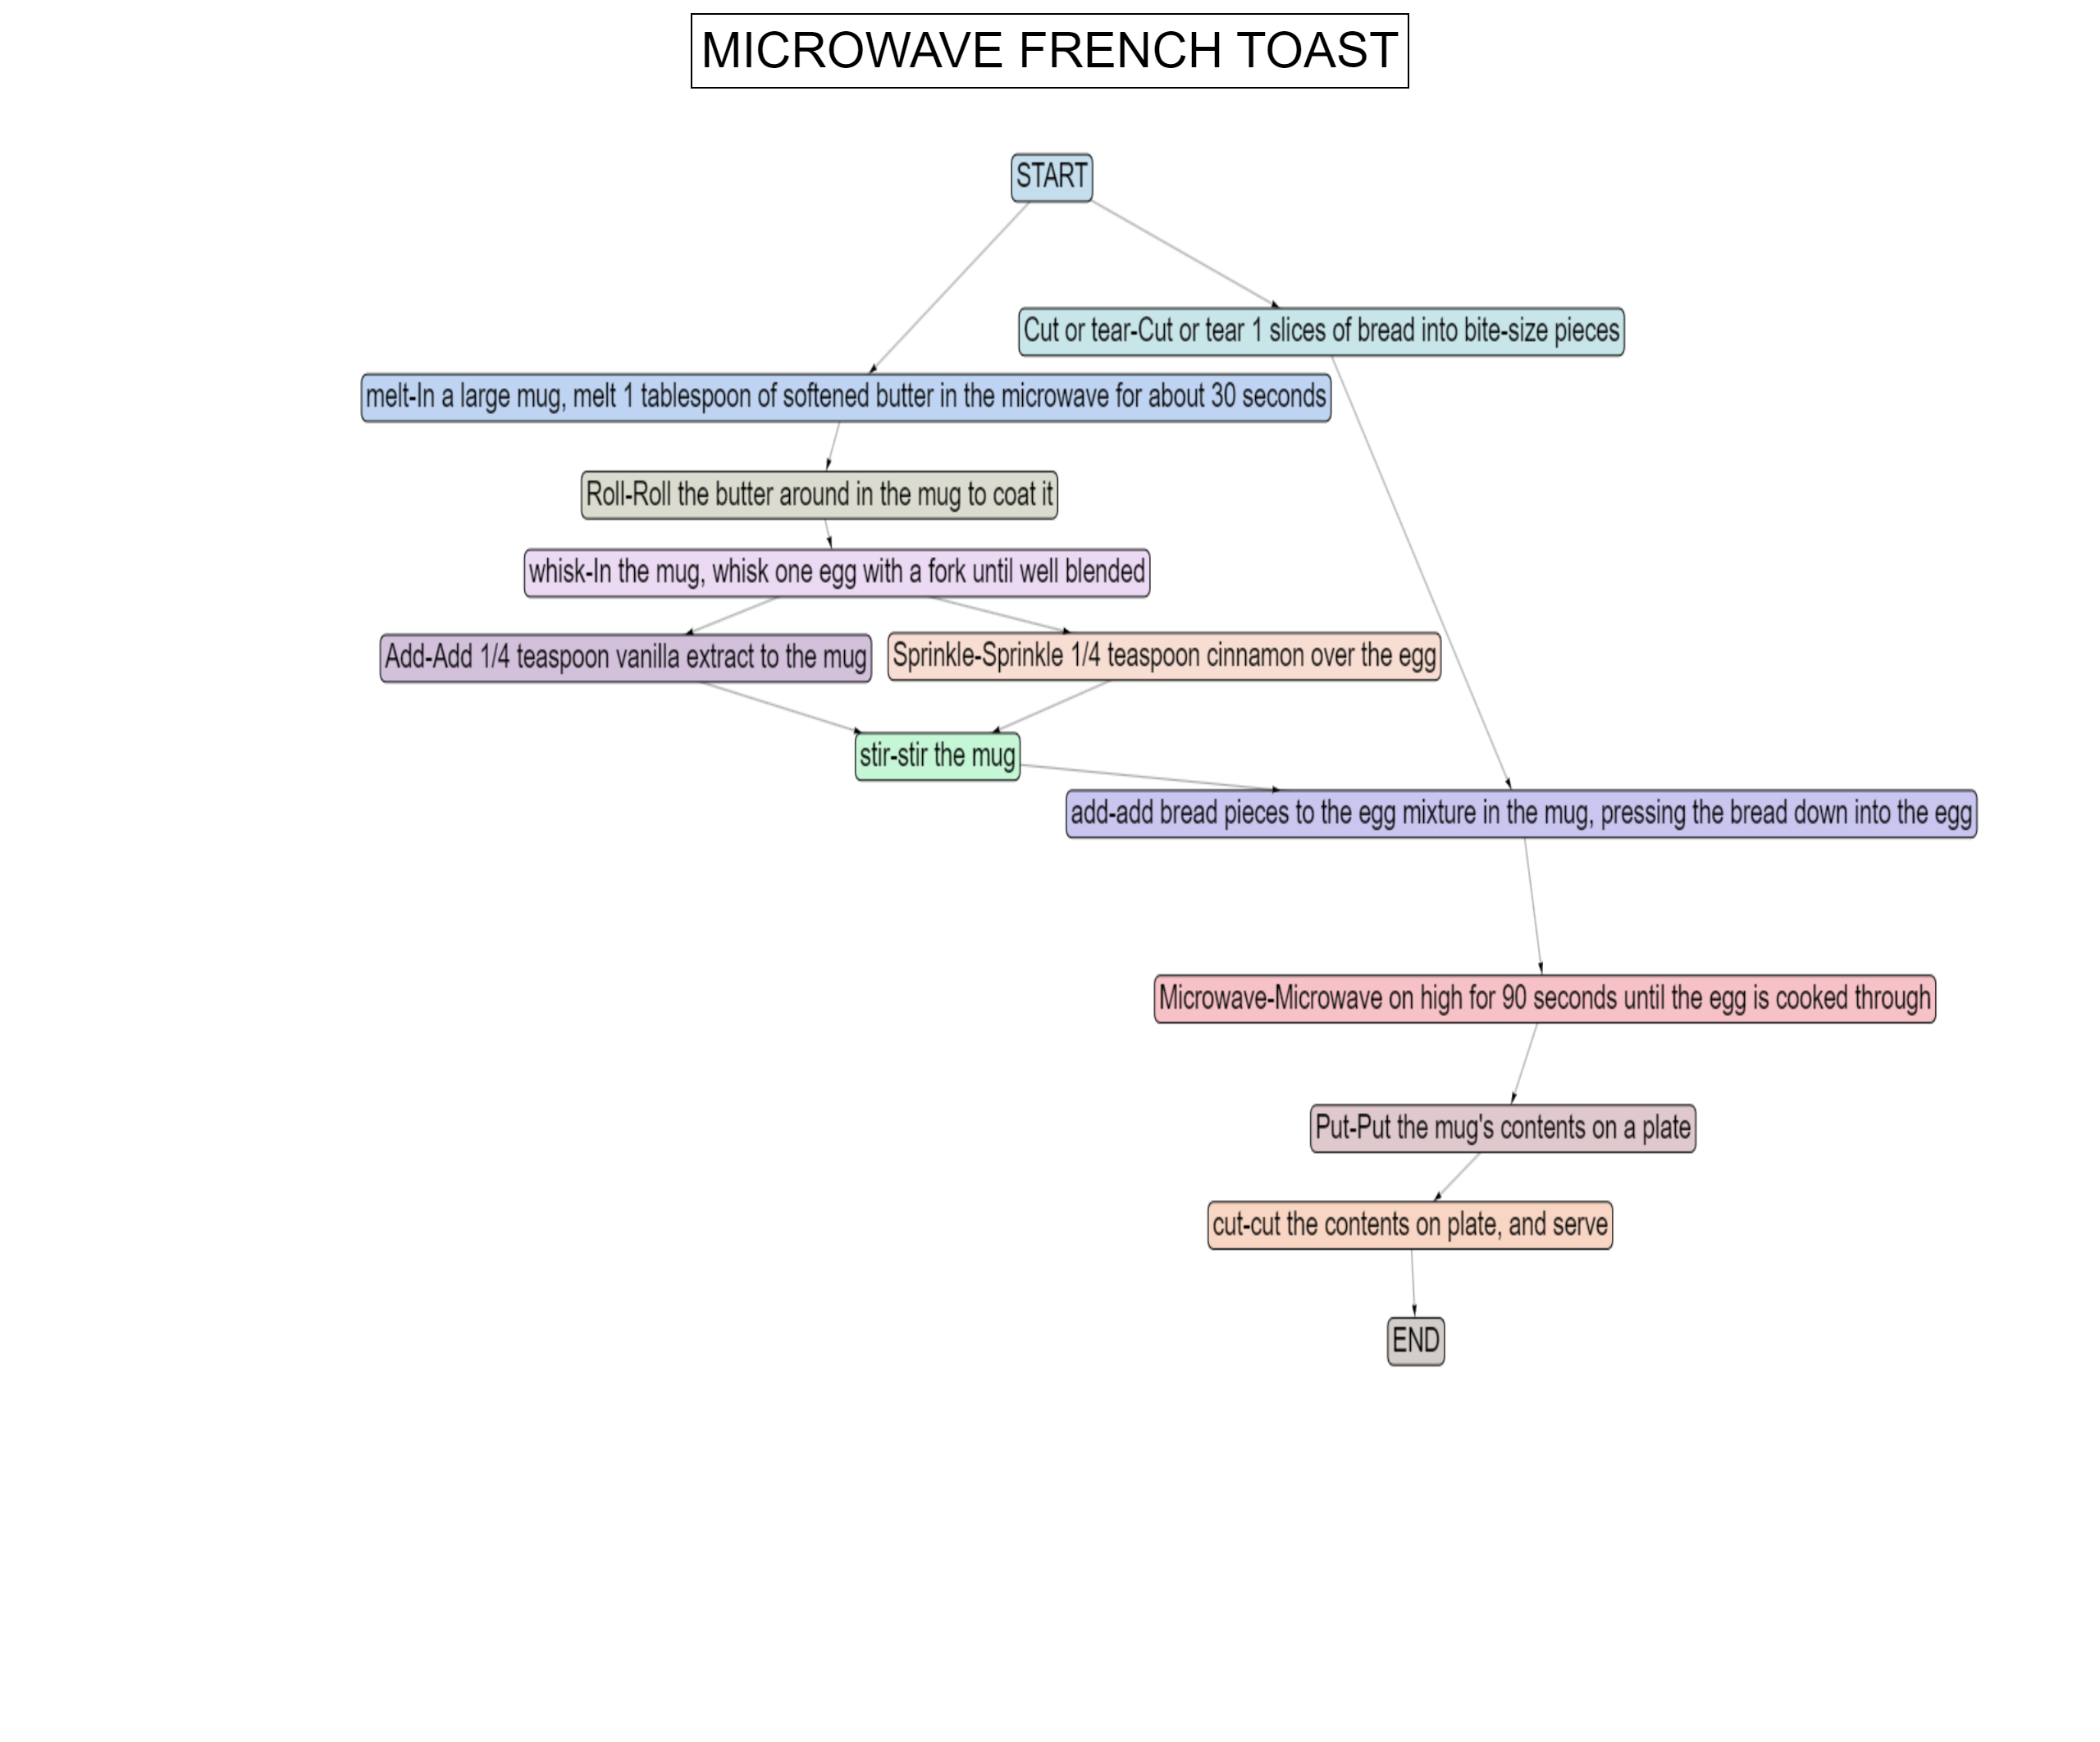 MICROWAVE FRENCH TOAST
START
Cut or tear-Cut or tear 1 slices of bread into bite-size pieces
melt-In a large mug, melt 1 tablespoon of softened butter in the microwave for about 30 seconds
Roll-Roll the butter around in the mug to coat it
whisk-In the mug, whisk one egg with a fork until well blended
Add-Add 1/4 teaspoon vanilla extract to the mug
Sprinkle-Sprinkle 1/4 teaspoon cinnamon over the egg
stir-stir the mug
add-add bread pieces to the egg mixture in the mug, pressing the bread down into the egg
Microwave-Microwave on high for 90 seconds until the egg is cooked through
Put-Put the mug's contents on a plate
cut-cut the contents on plate, and serve
END